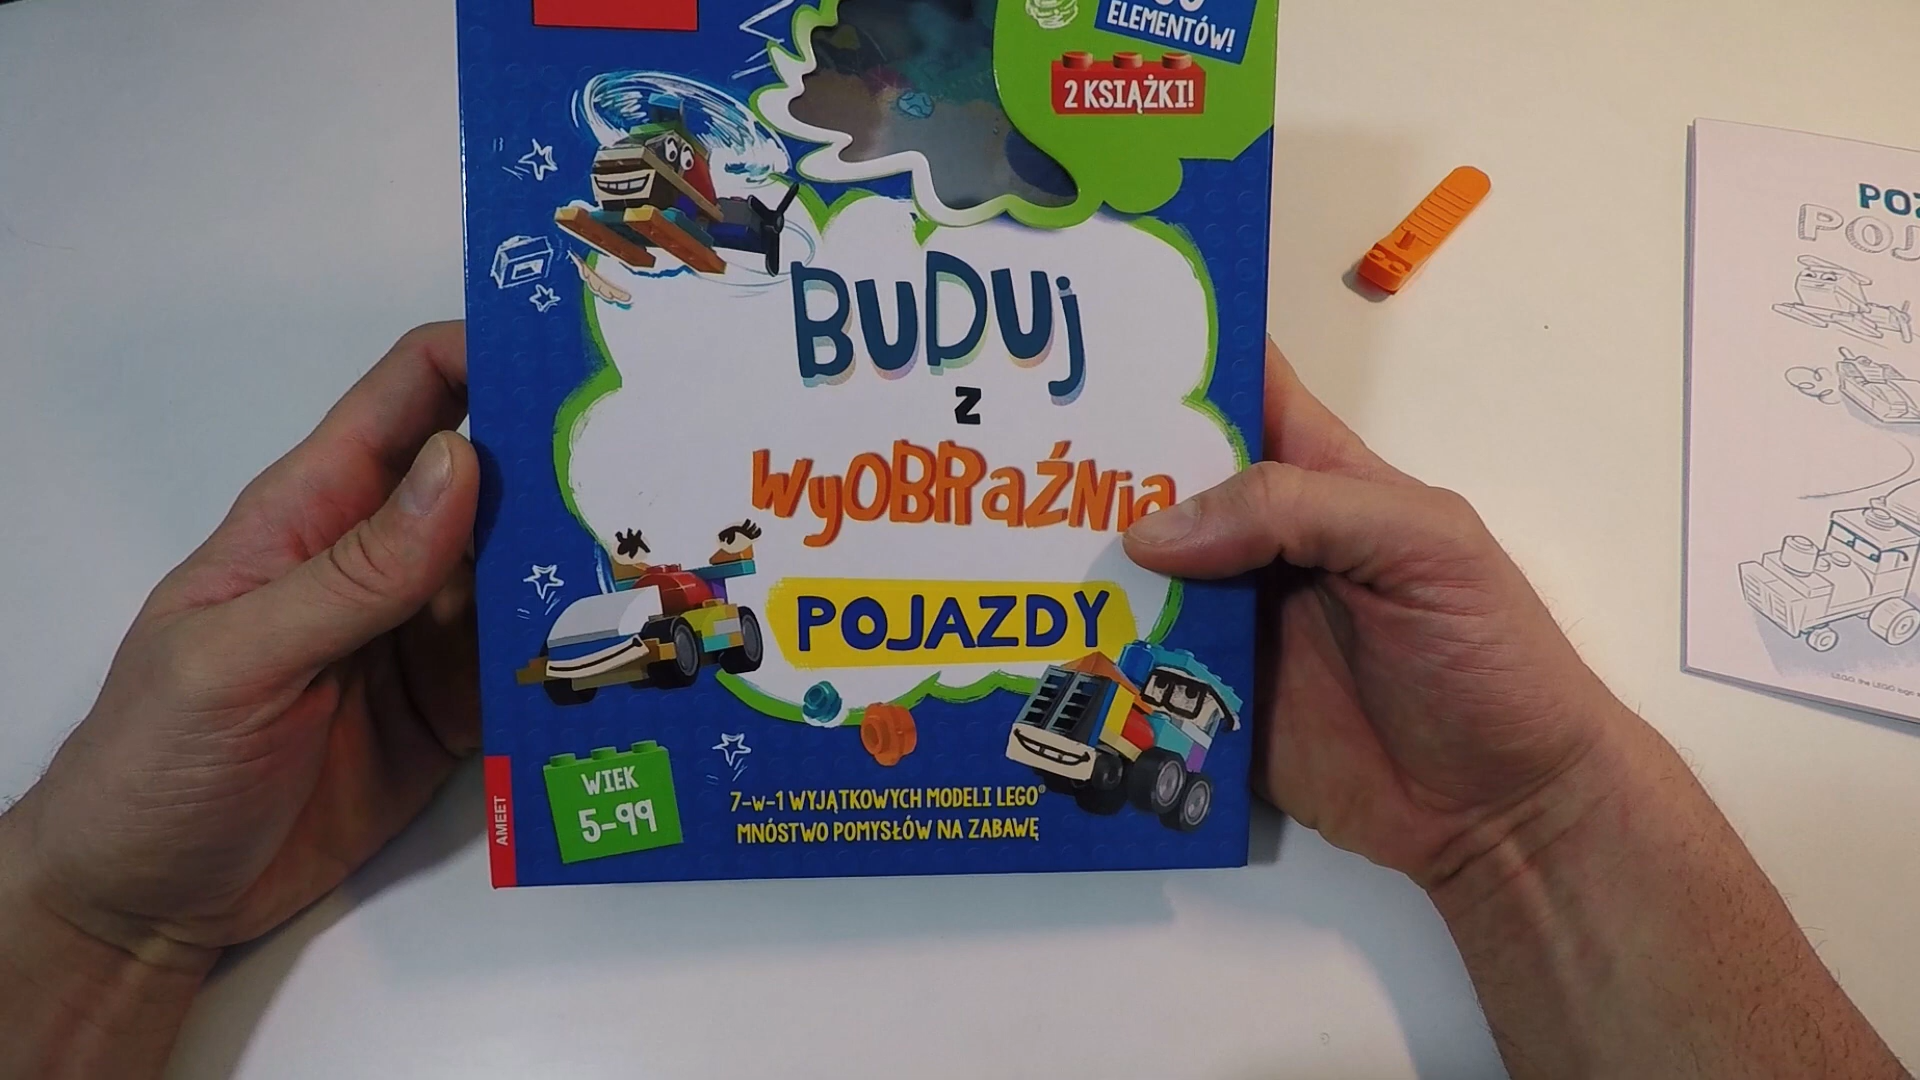 ELEMENTÓW!
2 KSIĄŻKI!
BUDUJ
Z
WYOBRAŹNIĄ
POJAZDY
WIEK
5-99
7-w-1 WYJĄTKOWYCH MODELI LEGO®
MNÓSTWO POMYSŁÓW NA ZABAWĘ
AMEET